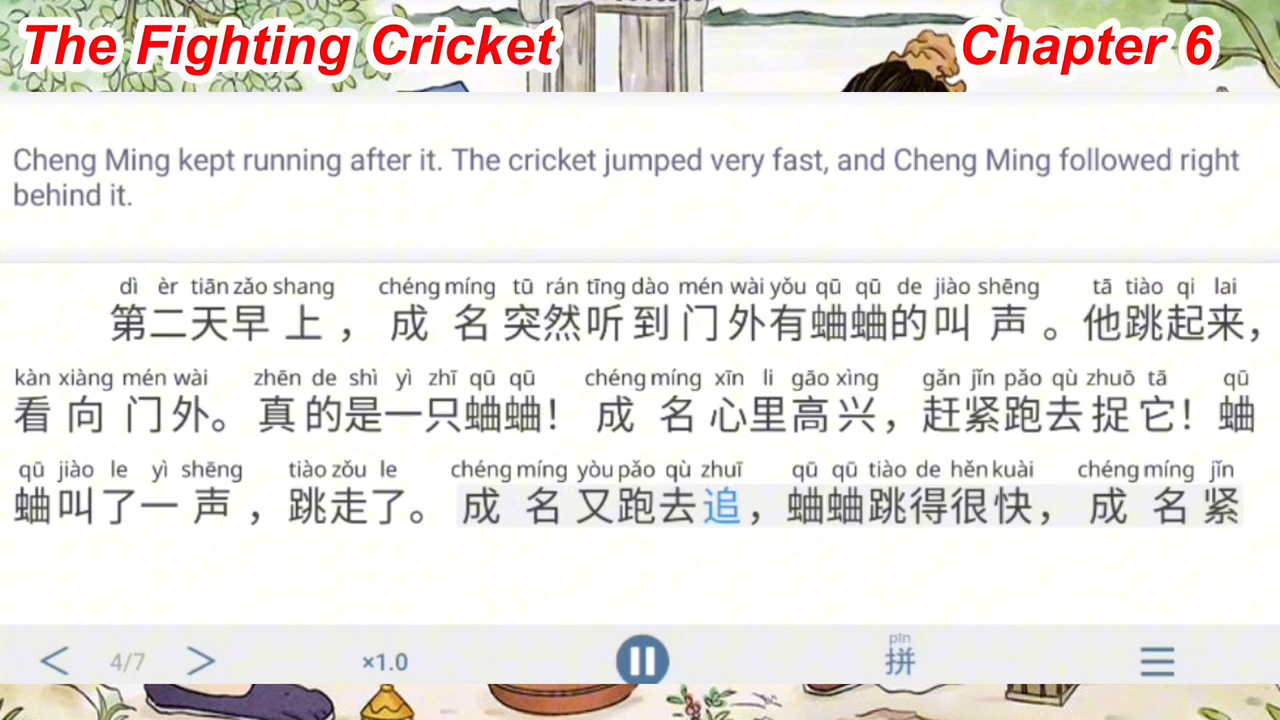 The Fighting Cricket
Chapter 6
Cheng Ming kept running after it. The cricket jumped very fast, and Cheng Ming followed right
behind it.
dì èr tiān zǎo shang chéng míng tū rán tīng dào mén wài yǒu qū qū de jiào shēng tā tiào qi lai
第二天早上，成名突然听到门外有蛐蛐的叫声。他跳起来，
kàn xiàng mén wài zhēn de shì yì zhī qū qū chéng míng xīn li gāo xìng gǎn jǐn pǎo qù zhuō tā qū
看向门外。真的是一只蛐蛐！成名心里高兴，赶紧跑去捉它！蛐
qū jiào le yì shēng tiào zǒu le chéng míng yòu pǎo qù zhuī qū qū tiào de hěn kuài chéng míng jǐn
蛐叫了一声，跳走了。成名又跑去追，蛐蛐跳得很快，成名紧
4/7
×1.0
pīn
拼